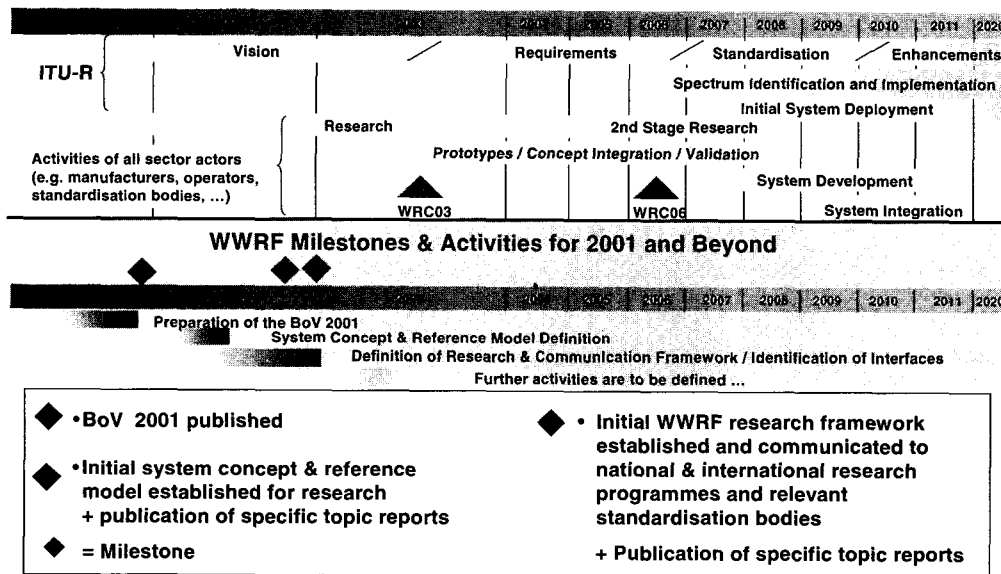 2003 2004 2005 2006 2007 2008 2009 2010 2011 2020
Vision Requirements Standardisation Enhancements
ITU-R
Spectrum Identification and Implementation
Initial System Deployment
Research 2nd Stage Research
Prototypes / Concept Integration / Validation
Activities of all sector actors
(e.g. manufacturers, operators,
standardisation bodies, ...)
System Development
WRC03 WRC06 System Integration
WWRF Milestones & Activities for 2001 and Beyond
2004 2005 2006 2007 2008 2009 2010 2011 2020
Preparation of the BoV 2001
System Concept & Reference Model Definition
Definition of Research & Communication Framework / Identification of Interfaces
Further activities are to be defined ...
• BoV 2001 published
• Initial system concept & reference
model established for research
+ publication of specific topic reports
= Milestone
• Initial WWRF research framework
established and communicated to
national & international research
programmes and relevant
standardisation bodies
+ Publication of specific topic reports